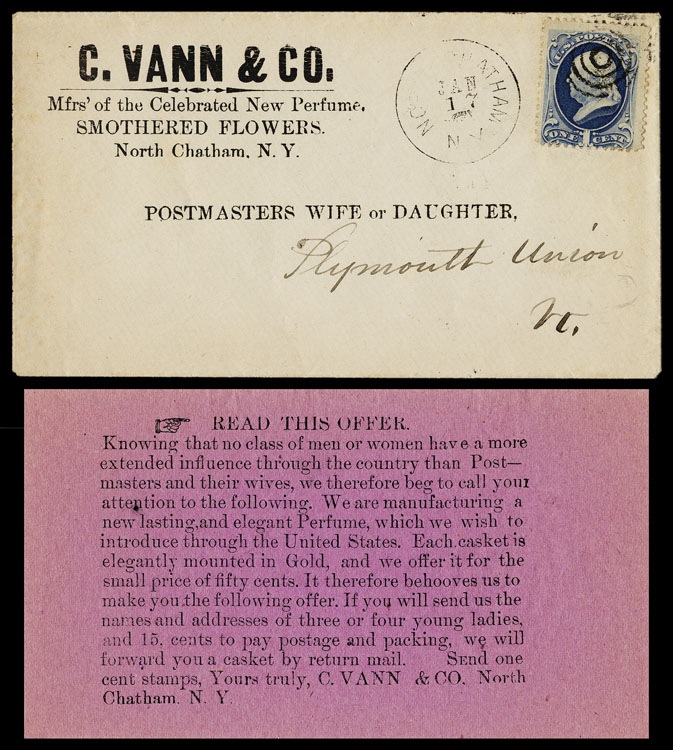 C. VANN & CO.
Mfrs' of the Celebrated New Perfume,
SMOTHERED FLOWERS.
North Chatham, N. Y.
NO. CHATHAM
JAN
17
N.Y.
U.S. POSTAGE
ONE 1 CENT
POSTMASTERS WIFE or DAUGHTER,
Plymouth Union
Vt.
READ THIS OFFER.
Knowing that no class of men or women have a more
extended influence through the country than Post—
masters and their wives, we therefore beg to call your
attention to the following. We are manufacturing a
new lasting,and elegant Perfume, which we wish to
introduce through the United States. Each casket is
elegantly mounted in Gold, and we offer it for the
small price of fifty cents. It therefore behooves us to
make you the following offer. If you will send us the
names and addresses of three or four young ladies,
and 15. cents to pay postage and packing, we will
forward you a casket by return mail. SEND one
cent stamps, Yours truly, C. VANN & CO. North
Chatham. N. Y.